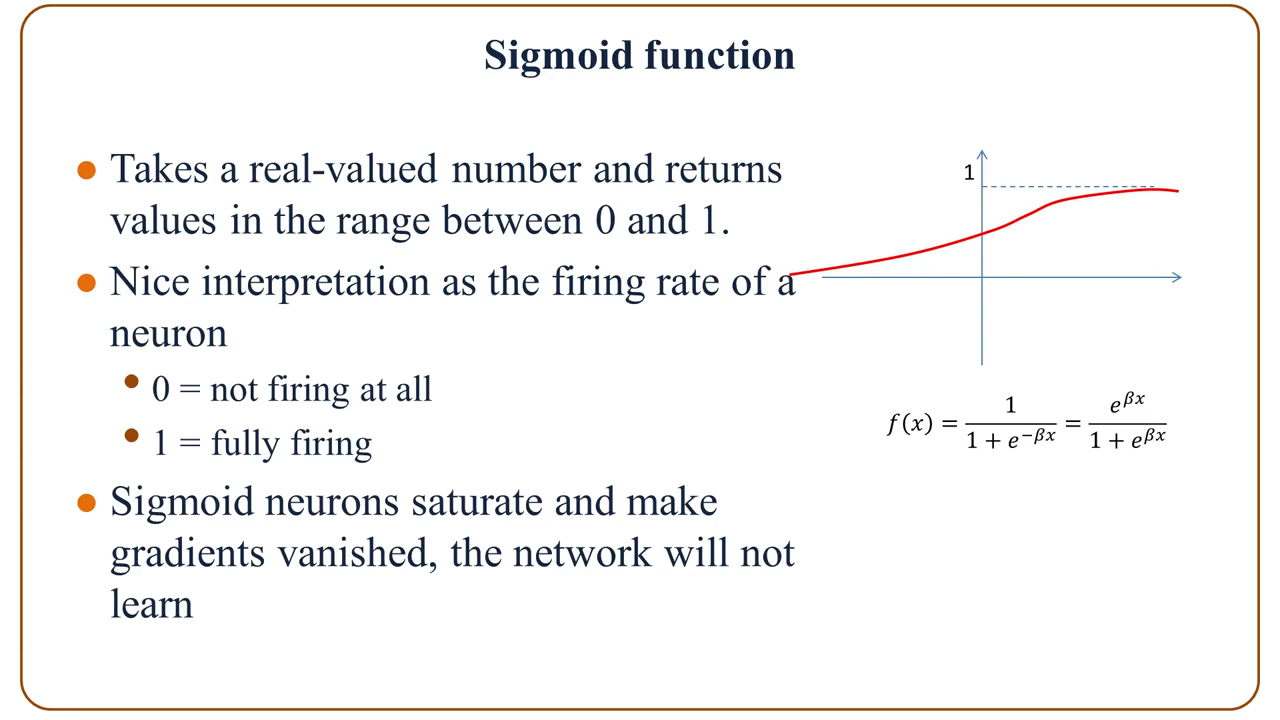 Sigmoid function
● Takes a real-valued number and returns
values in the range between 0 and 1.
● Nice interpretation as the firing rate of a
neuron
• 0 = not firing at all
• 1 = fully firing
● Sigmoid neurons saturate and make
gradients vanished, the network will not
learn
1
f(x) = 1 / (1 + e^{-βx}) = e^{βx} / (1 + e^{βx})